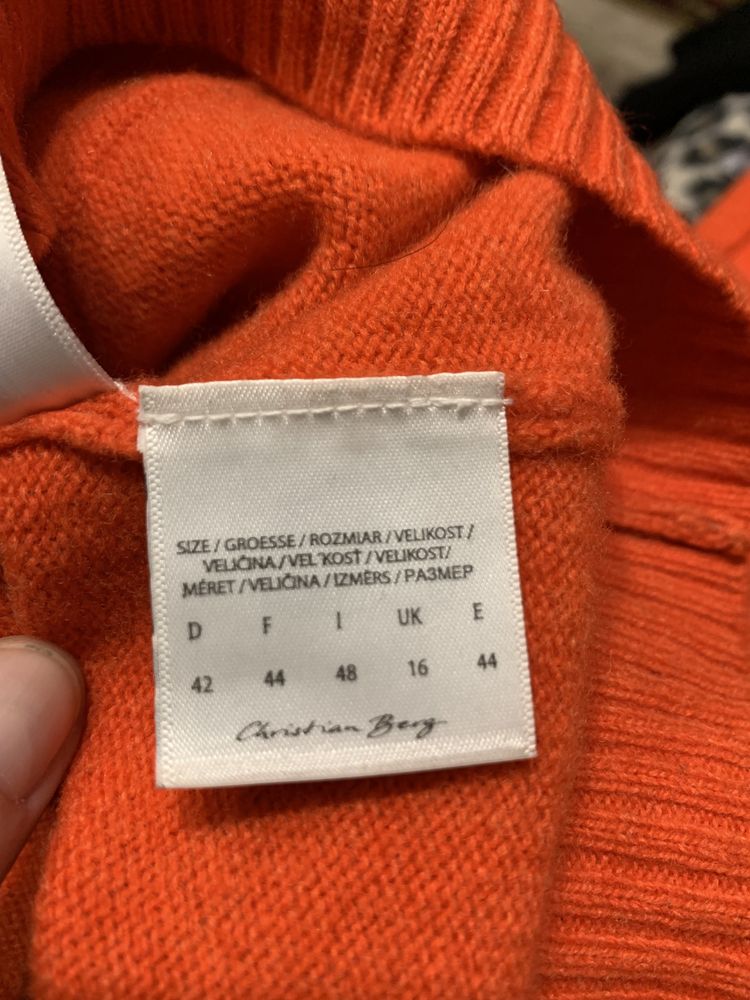 SIZE / GROESSE / ROZMIAR / VELIKOST /
VELIČINA / VEL˘KOSŤ / VELIKOST/
MÉRET / VELIČINA / IZMĒRS / РАЗМЕР
D F I UK E
42 44 48 16 44
Christian Berg